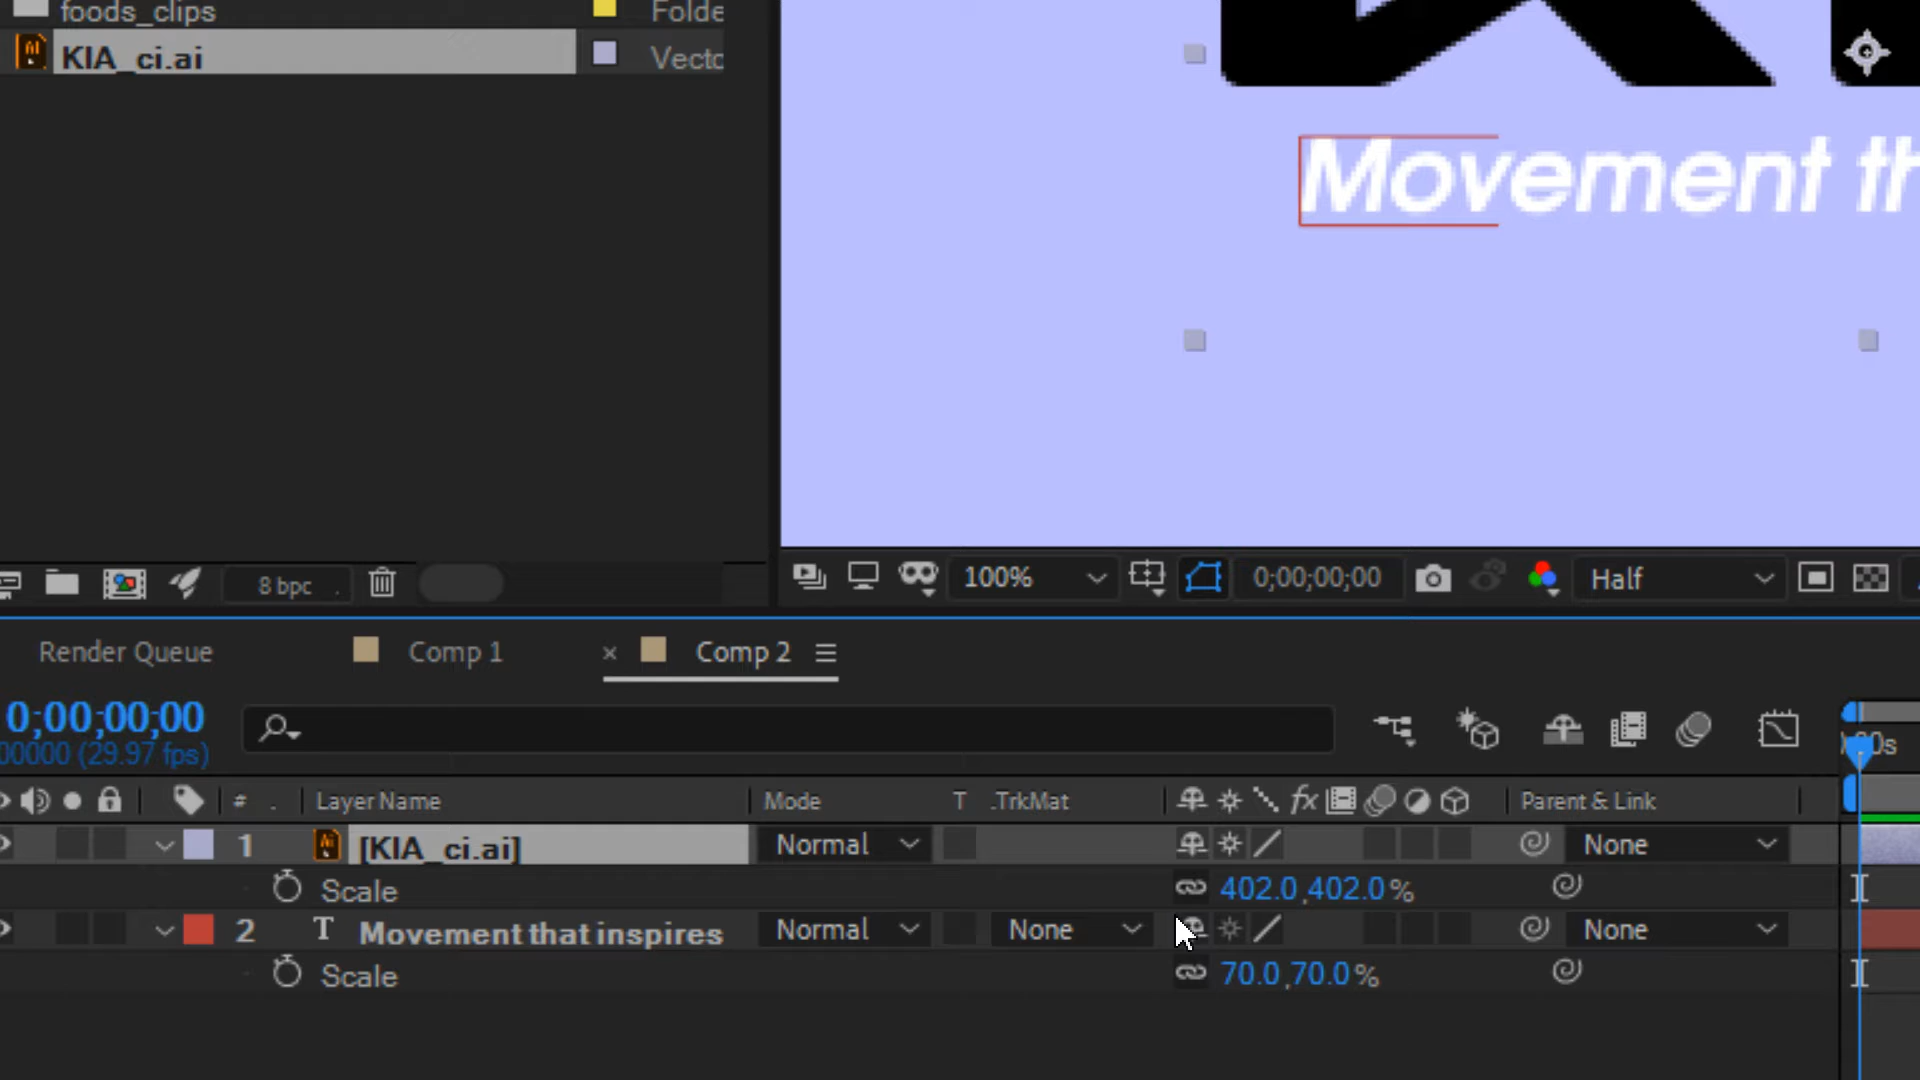 foods_clips
Folde
KIA_ci.ai
Vecto
Movement th
8 bpc
100%
0;00;00;00
Half
Render Queue
Comp 1
× Comp 2
0;00;00;00
00000 (29.97 fps)
# . Layer Name Mode T .TrkMat fx Parent & Link
1 Ai [KIA_ci.ai] Normal None
Scale 402.0,402.0%
2 T Movement that inspires Normal None None
Scale 70.0,70.0%